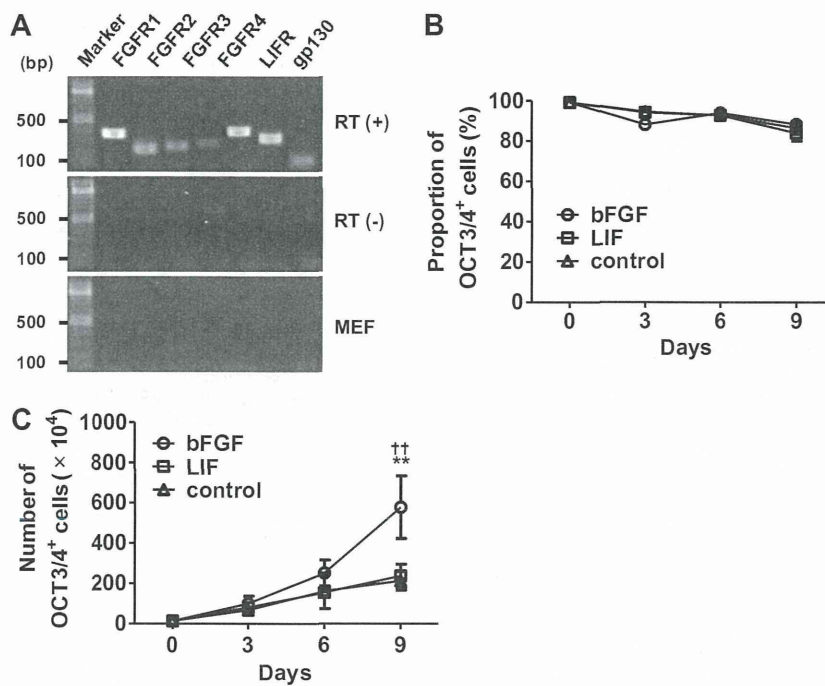 A
Marker
FGFR1
FGFR2
FGFR3
FGFR4
LIFR
gp130
(bp)
500
100
RT (+)
500
100
RT (-)
500
100
MEF
B
Proportion of
OCT3/4+ cells (%)
100
80
60
40
20
0
bFGF
LIF
control
0 3 6 9
Days
C
Number of
OCT3/4+ cells (× 10⁴)
1000
800
600
400
200
0
bFGF
LIF
control
††
**
0 3 6 9
Days